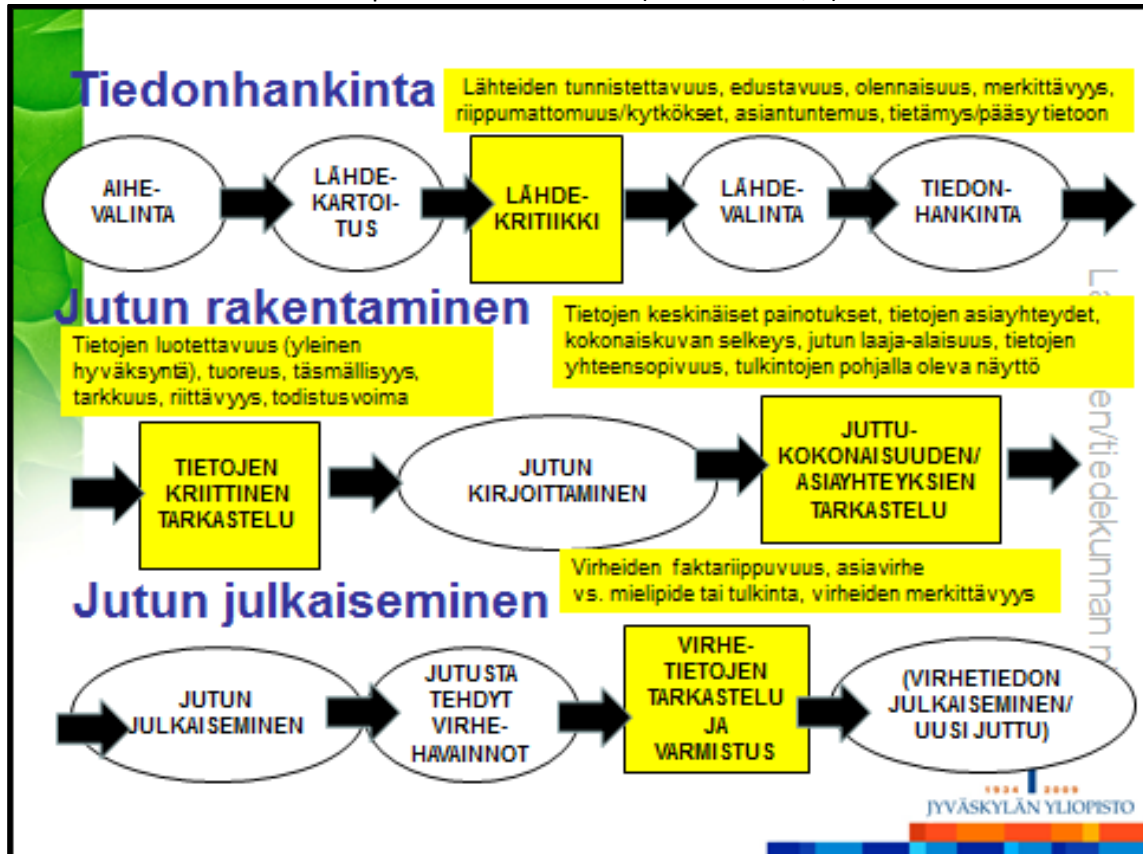 Tiedonhankinta
Lähteiden tunnistettavuus, edustavuus, olennaisuus, merkittävyys,
riippumattomuus/kytkökset, asiantuntemus, tietämys/pääsy tietoon
AIHE-
VALINTA
LÄHDE-
KARTOI-
TUS
LÄHDE-
KRITIIKKI
LÄHDE-
VALINTA
TIEDON-
HANKINTA
Jutun rakentaminen
Tietojen luotettavuus (yleinen
hyväksyntä), tuoreus, täsmällisyys,
tarkkuus, riittävyys, todistusvoima
Tietojen keskinäiset painotukset, tietojen asiayhteydet,
kokonaiskuvan selkeys, jutun laaja-alaisuus, tietojen
yhteensopivuus, tulkintojen pohjalla oleva näyttö
TIETOJEN
KRIITTINEN
TARKASTELU
JUTUN
KIRJOITTAMINEN
JUTTU-
KOKONAISUUDEN/
ASIAYHTEYKSIEN
TARKASTELU
Jutun julkaiseminen
Virheiden faktariippuvuus, asiavirhe
vs. mielipide tai tulkinta, virheiden merkittävyys
JUTUN
JULKAISEMINEN
JUTUSTA
TEHDYT
VIRHE-
HAVAINNOT
VIRHE-
TIETOJEN
TARKASTELU
JA
VARMISTUS
(VIRHETIEDON
JULKAISEMINEN/
UUSI JUTTU)
en/tiedekunnan
1934 2009
JYVÄSKYLÄN YLIOPISTO